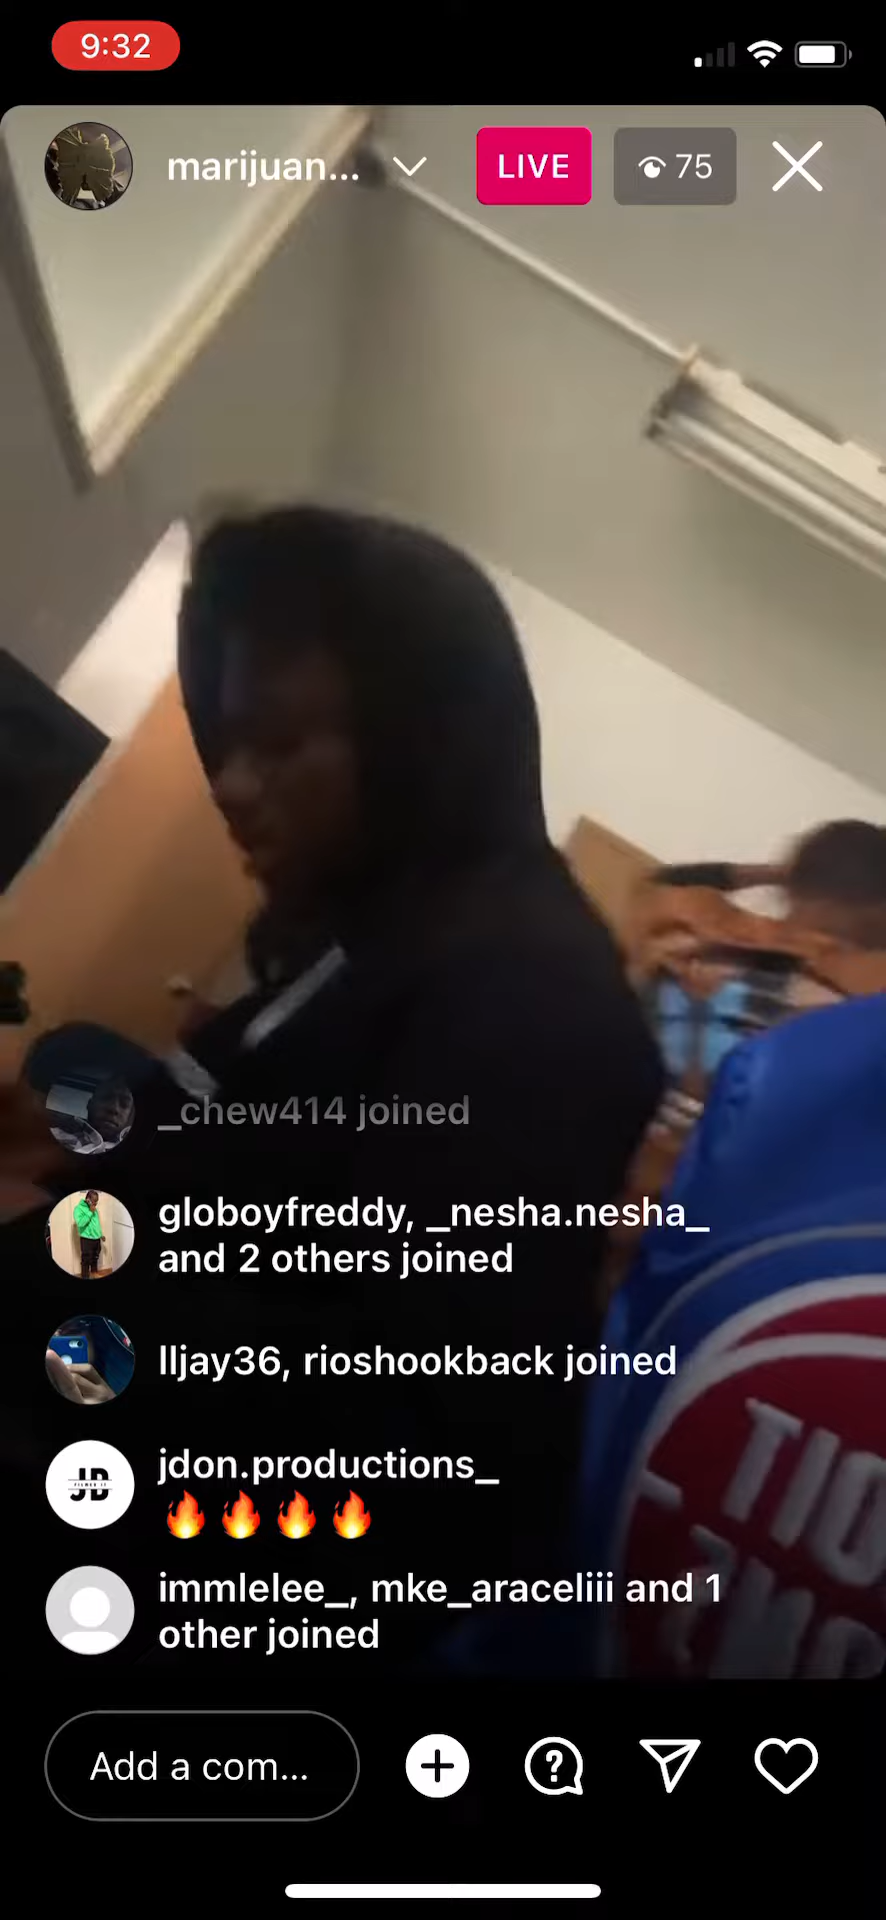 9:32
marijuan...
LIVE
75
_chew414 joined
globoyfreddy, _nesha.nesha_
and 2 others joined
lljay36, rioshookback joined
jdon.productions_
🔥🔥🔥🔥
JD
immlelee_, mke_araceliii and 1
other joined
Add a com...